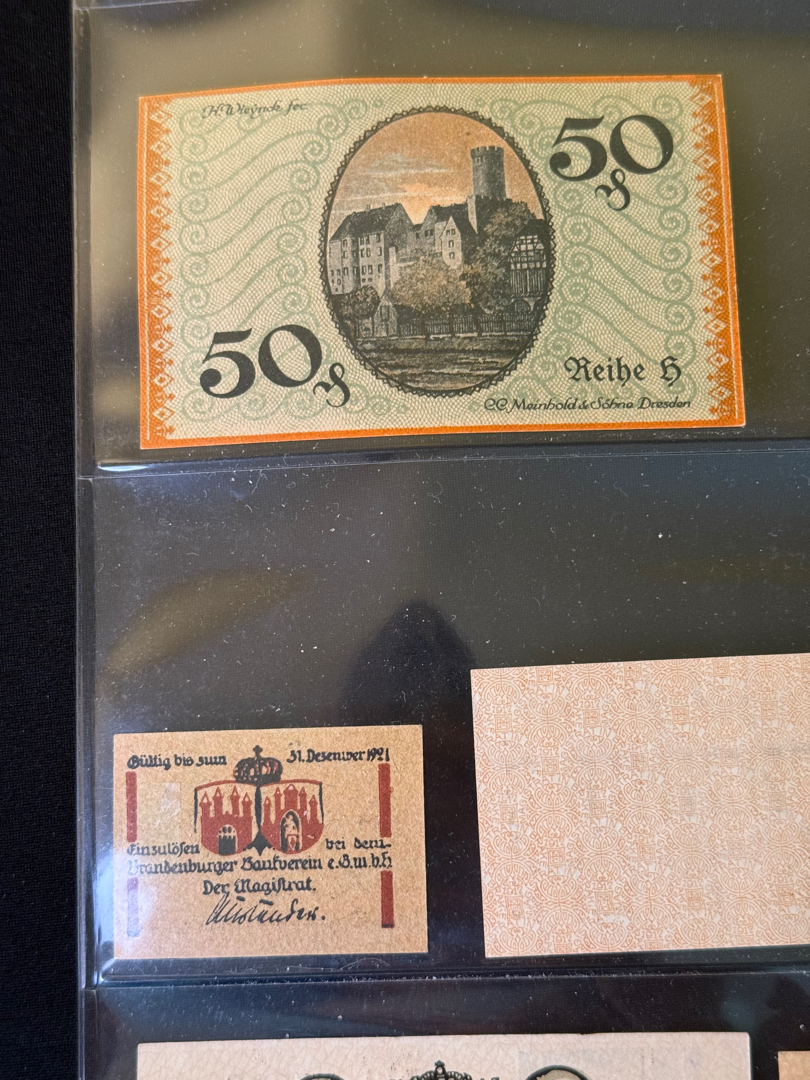 H. Wieynk fec.
50 ₰
50 ₰
Reihe H
C.C. Meinhold & Söhne Dresden
Gültig bis zum 31. Dezember 1921
Einzulösen bei dem
Brandenburger Bankverein e.G.m.b.H
Der Magistrat.